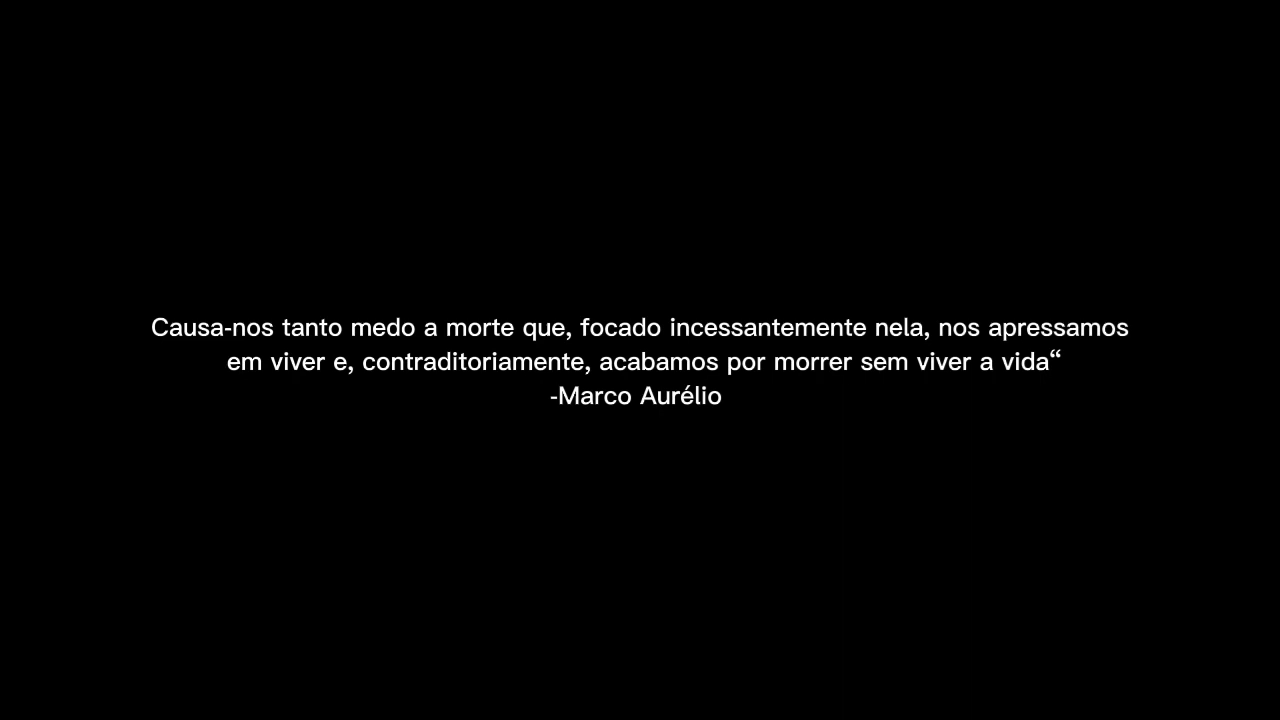 Causa-nos tanto medo a morte que, focado incessantemente nela, nos apressamos
em viver e, contraditoriamente, acabamos por morrer sem viver a vida“
-Marco Aurélio